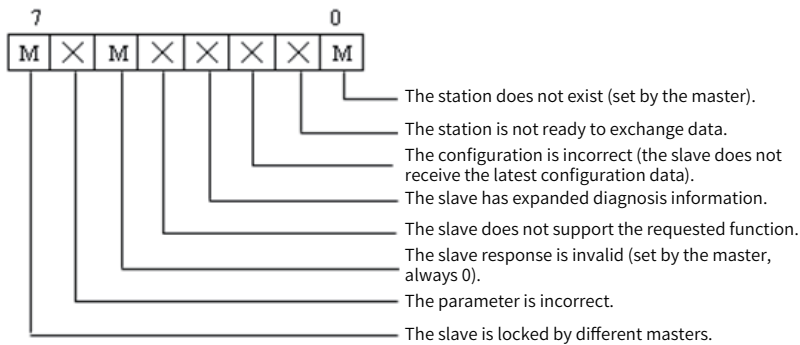 7 0
M X M X X X X M
The station does not exist (set by the master).
The station is not ready to exchange data.
The configuration is incorrect (the slave does not
receive the latest configuration data).
The slave has expanded diagnosis information.
The slave does not support the requested function.
The slave response is invalid (set by the master,
always 0).
The parameter is incorrect.
The slave is locked by different masters.